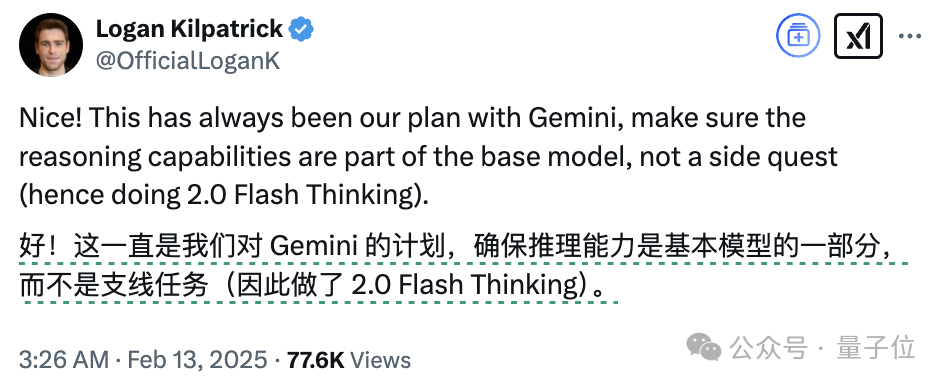 Logan Kilpatrick
@OfficialLoganK
Nice! This has always been our plan with Gemini, make sure the
reasoning capabilities are part of the base model, not a side quest
(hence doing 2.0 Flash Thinking).
好！这一直是我们对 Gemini 的计划，确保推理能力是基本模型的一部分，
而不是支线任务（因此做了 2.0 Flash Thinking）。
3:26 AM · Feb 13, 2025 · 77.6K Views
公众号 · 量子位